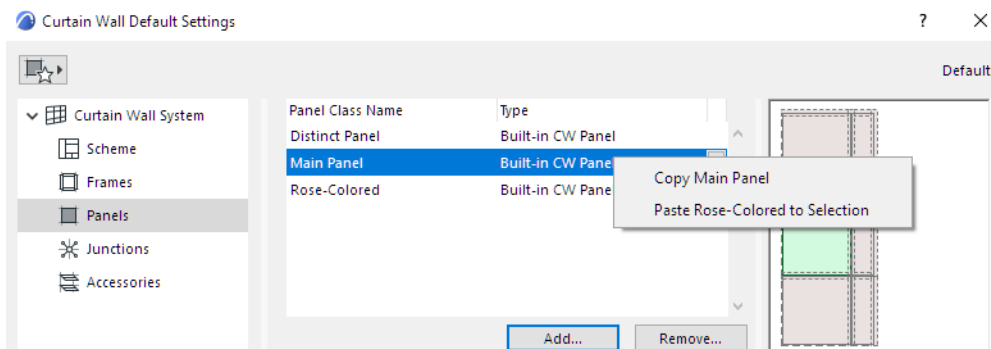 Curtain Wall Default Settings
?
Default
Curtain Wall System
Scheme
Frames
Panels
Junctions
Accessories
Panel Class Name Type
Distinct Panel Built-in CW Panel
Main Panel Built-in CW Pane
Rose-Colored Built-in CW Pane
Copy Main Panel
Paste Rose-Colored to Selection
Add... Remove...